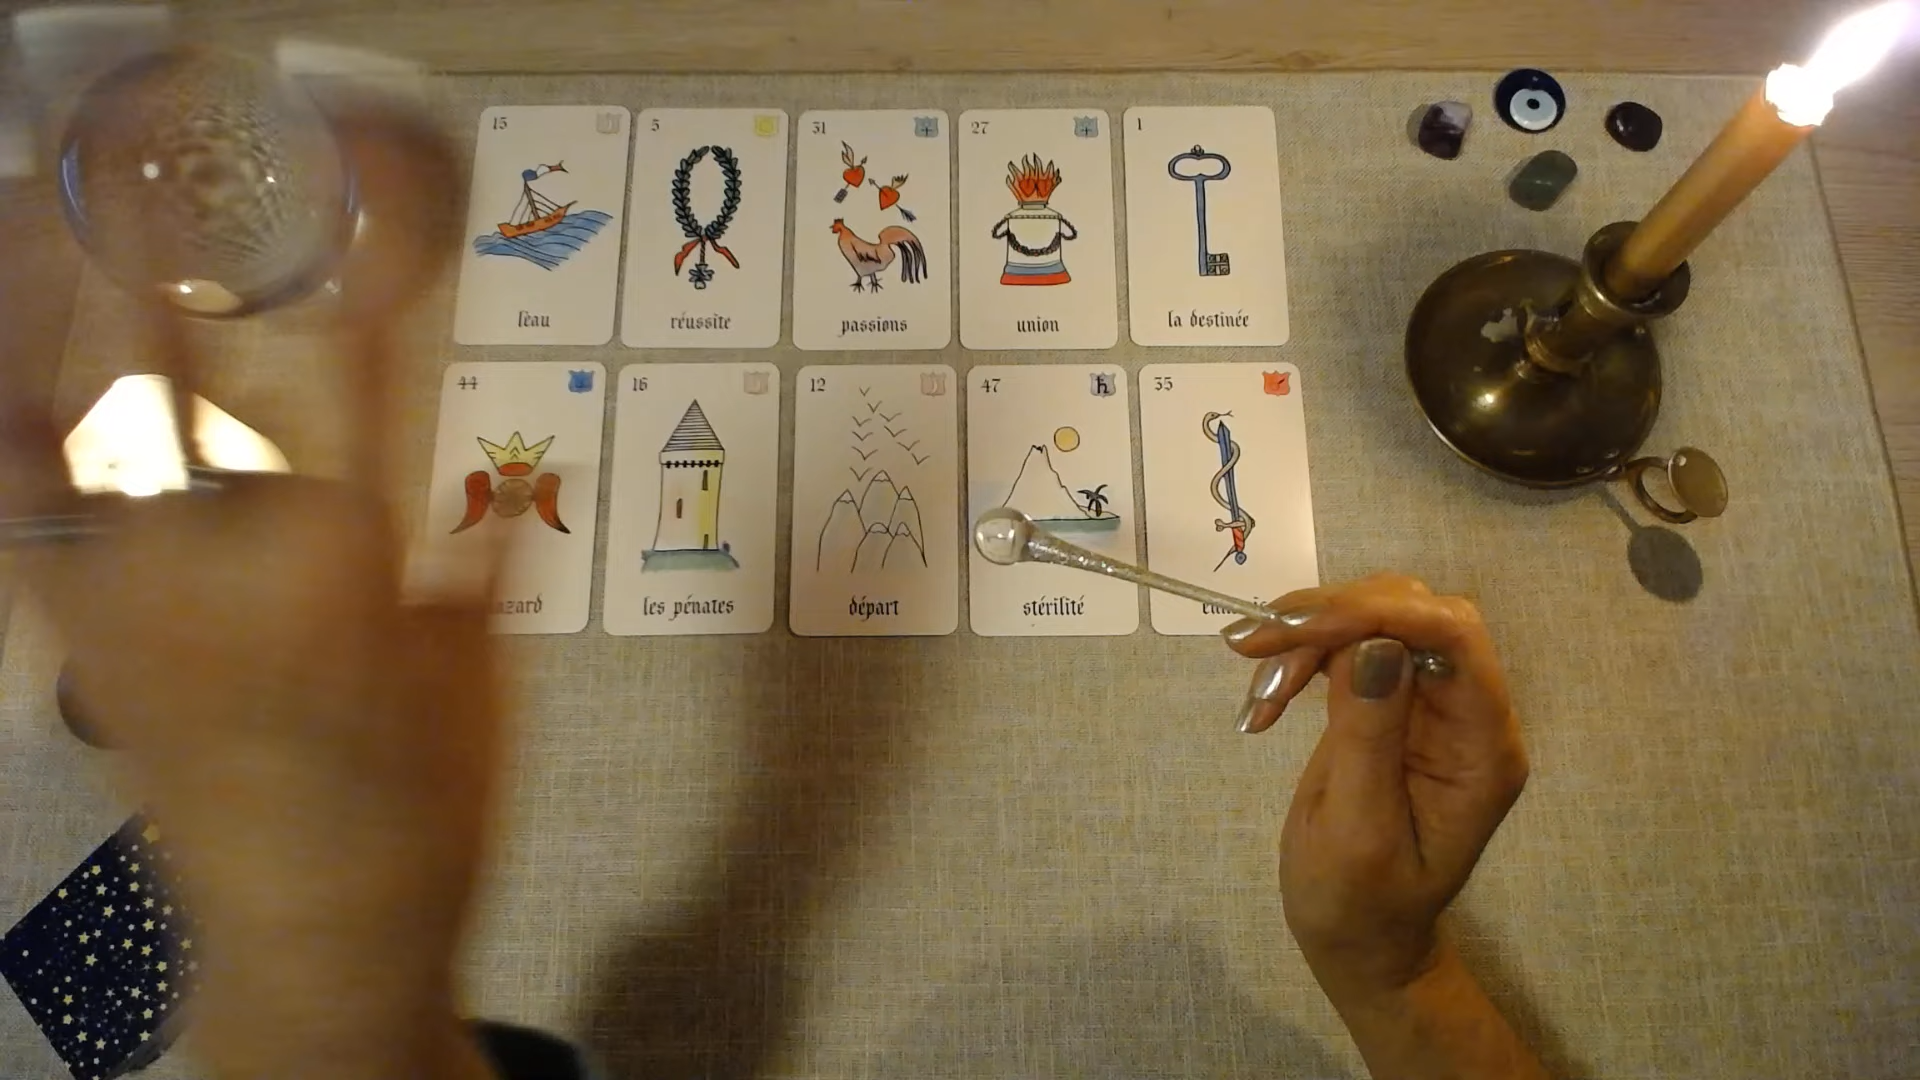 15
lèau
5
réussite
31
passions
27
union
1
la destinée
44
16
les pénates
12
départ
47
stérilité
35